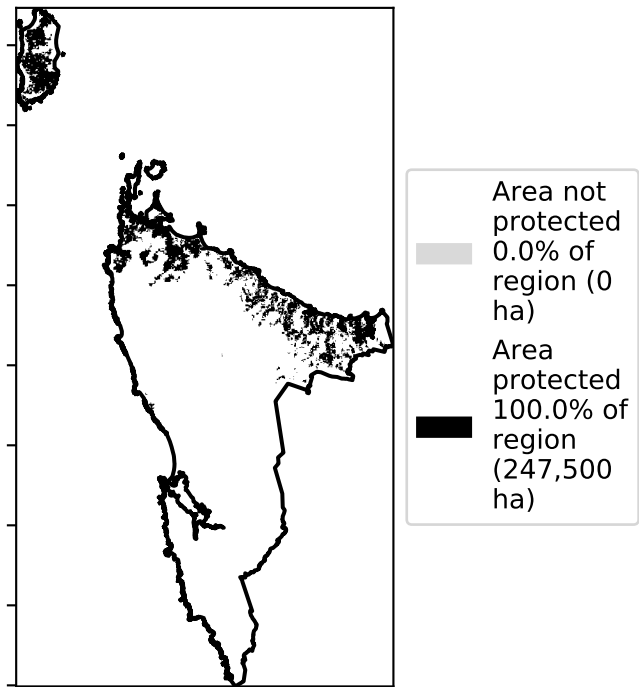 Area not
protected
0.0% of
region (0
ha)
Area
protected
100.0% of
region
(247,500
ha)